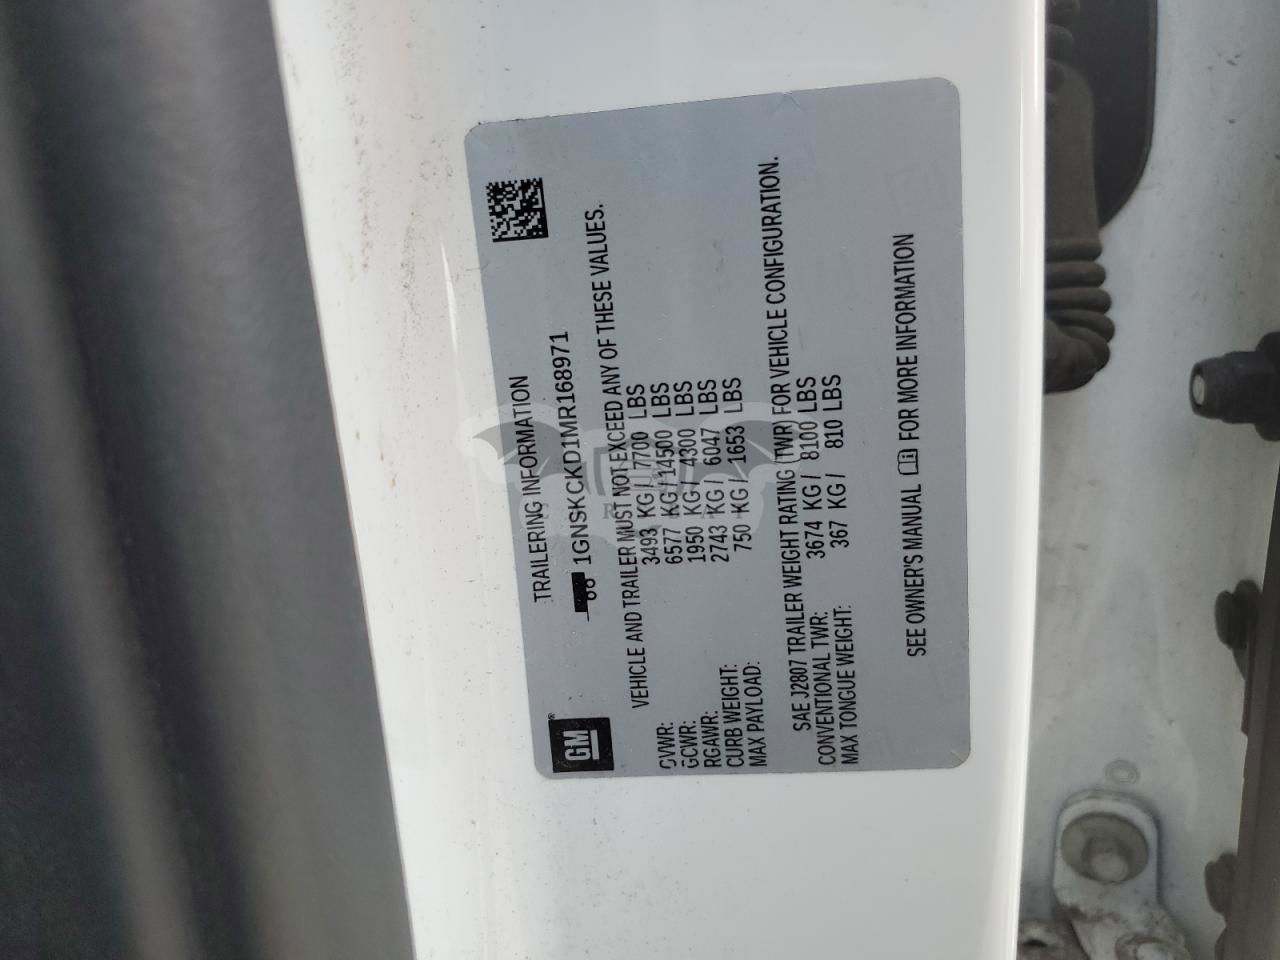 GM
TRAILERING INFORMATION
1GNSKCKD1MR168971
VEHICLE AND TRAILER MUST NOT EXCEED ANY OF THESE VALUES.
GVWR: 3493 KG / 7700 LBS
GCWR: 6577 KG / 14500 LBS
RGAWR: 1950 KG / 4300 LBS
CURB WEIGHT: 2743 KG / 6047 LBS
MAX PAYLOAD: 750 KG / 1653 LBS
SAE J2807 TRAILER WEIGHT RATING (TWR) FOR VEHICLE CONFIGURATION.
CONVENTIONAL TWR: 3674 KG / 8100 LBS
MAX TONGUE WEIGHT: 367 KG / 810 LBS
SEE OWNER'S MANUAL FOR MORE INFORMATION